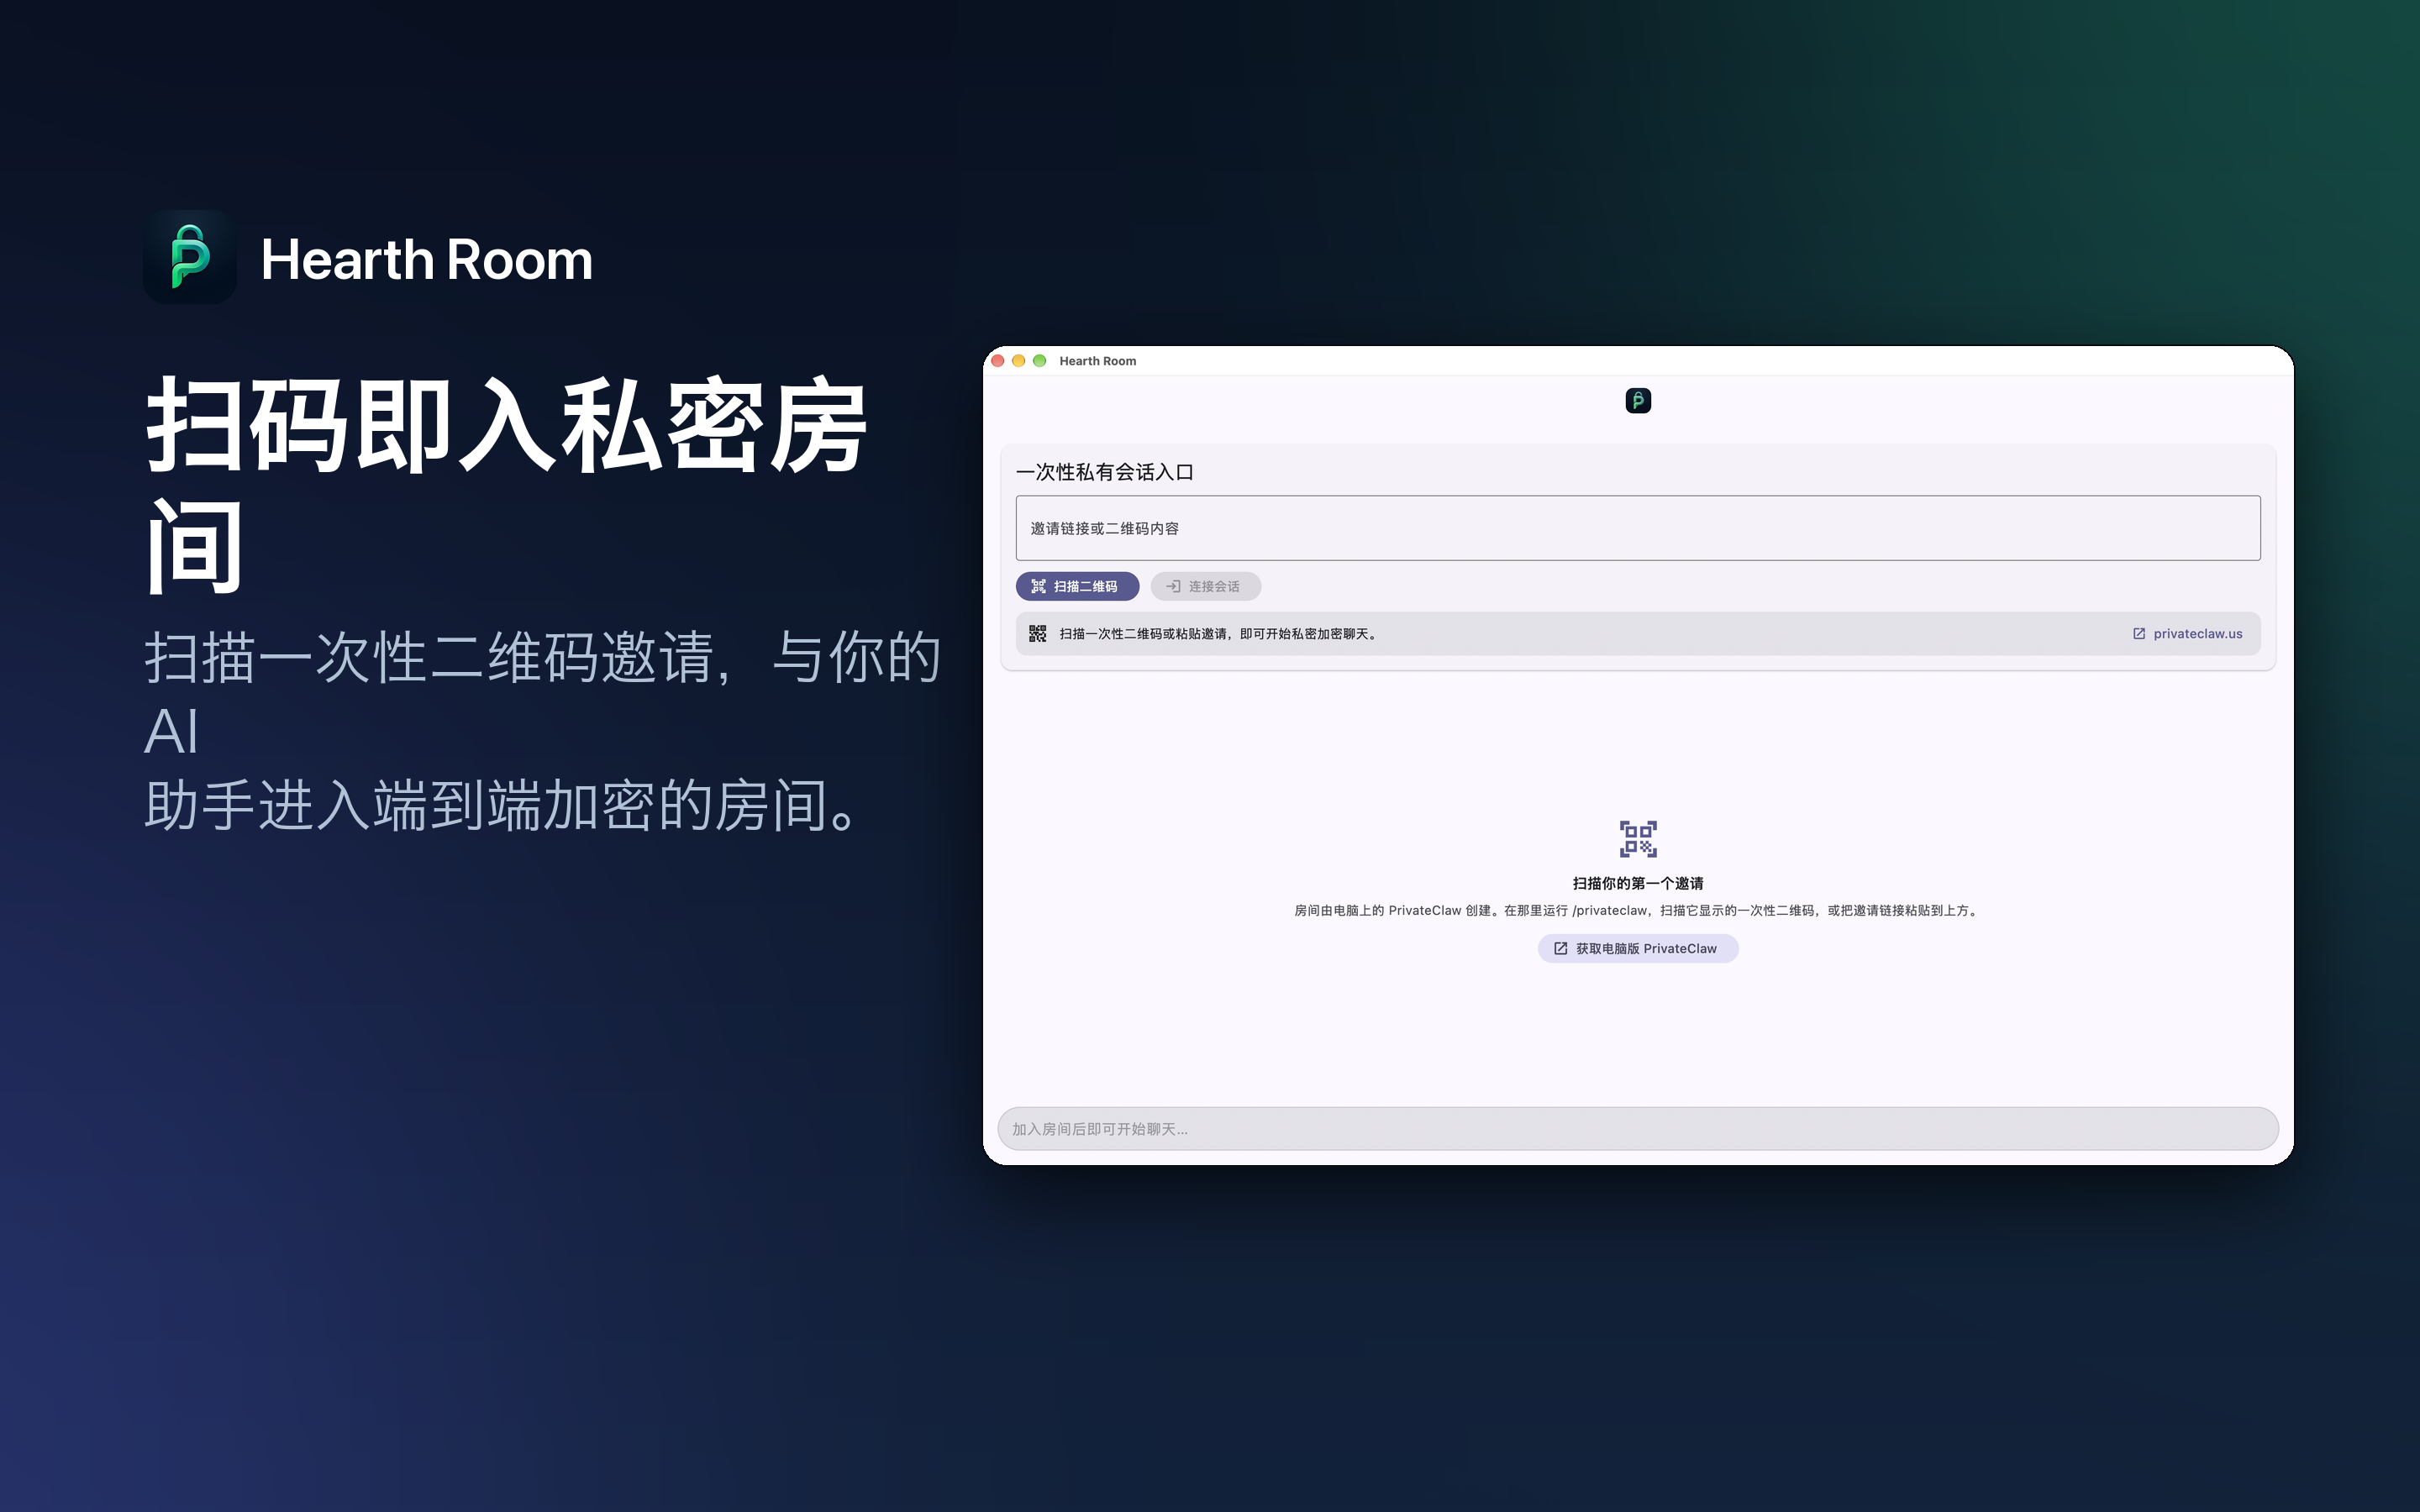 Hearth Room
扫码即入私密房
间
扫描一次性二维码邀请，与你的
AI
助手进入端到端加密的房间。
Hearth Room
一次性私有会话入口
邀请链接或二维码内容
扫描二维码
连接会话
扫描一次性二维码或粘贴邀请，即可开始私密加密聊天。
privateclaw.us
扫描你的第一个邀请
房间由电脑上的 PrivateClaw 创建。在那里运行 /privateclaw，扫描它显示的一次性二维码，或把邀请链接粘贴到上方。
获取电脑版 PrivateClaw
加入房间后即可开始聊天...